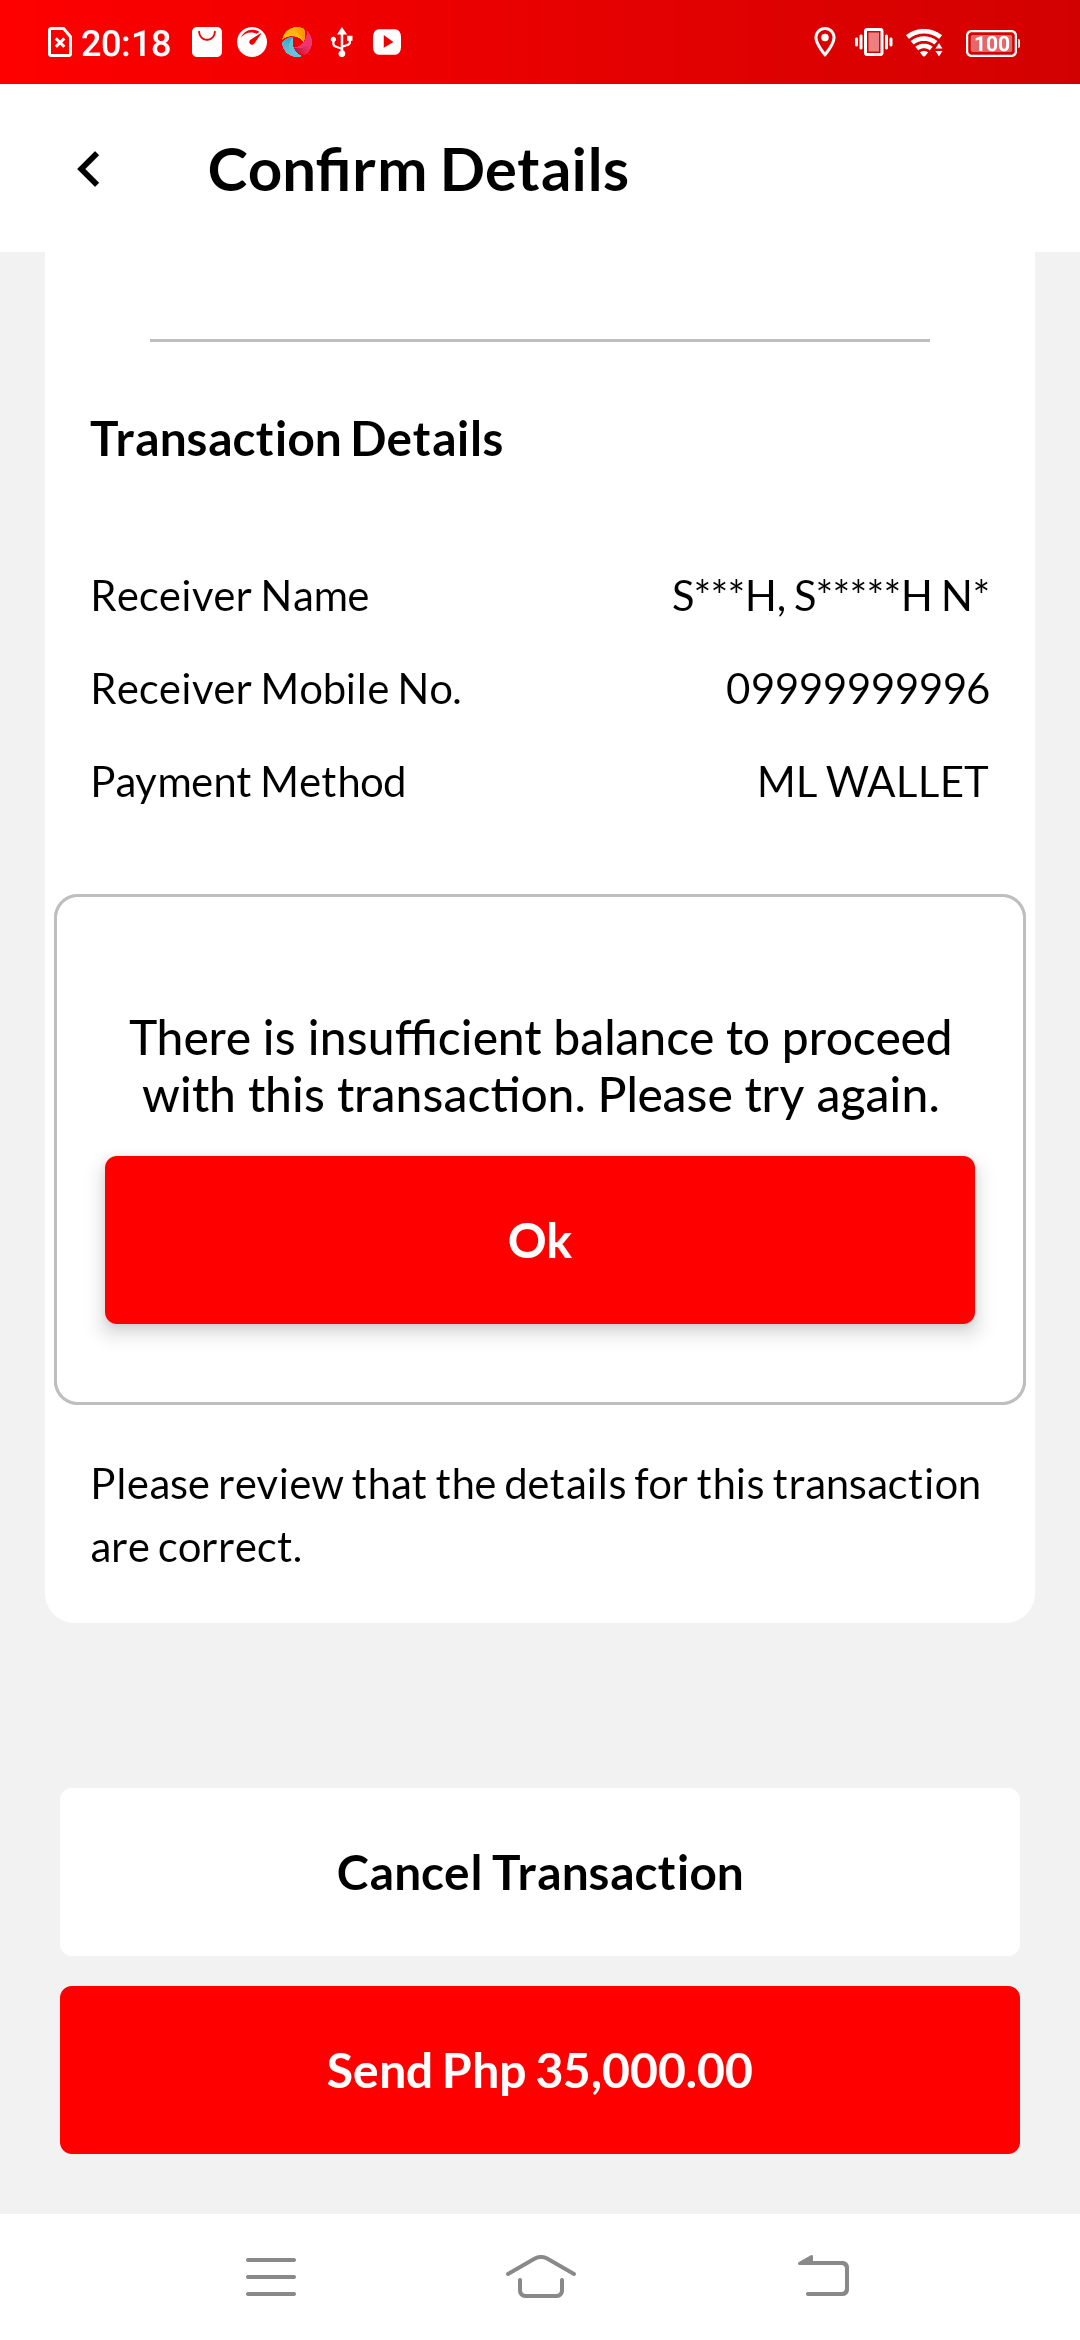 20:18
100
Confirm Details
Transaction Details
Receiver Name S***H, S*****H N*
Receiver Mobile No. 09999999996
Payment Method ML WALLET
There is insufficient balance to proceed
with this transaction. Please try again.
Ok
Please review that the details for this transaction
are correct.
Cancel Transaction
Send Php 35,000.00